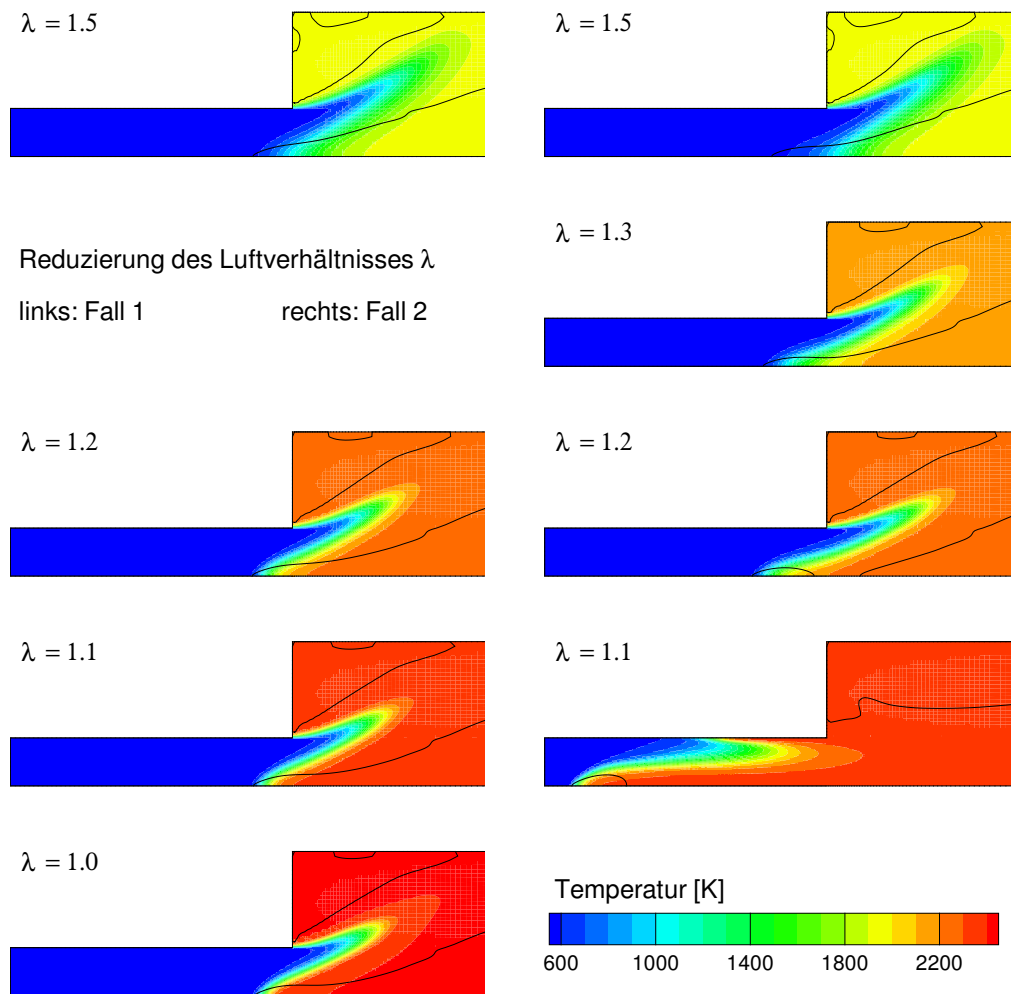 λ = 1.5
λ = 1.5
λ = 1.3
Reduzierung des Luftverhältnisses λ
links: Fall 1 rechts: Fall 2
λ = 1.2
λ = 1.2
λ = 1.1
λ = 1.1
λ = 1.0
Temperatur [K]
600 1000 1400 1800 2200